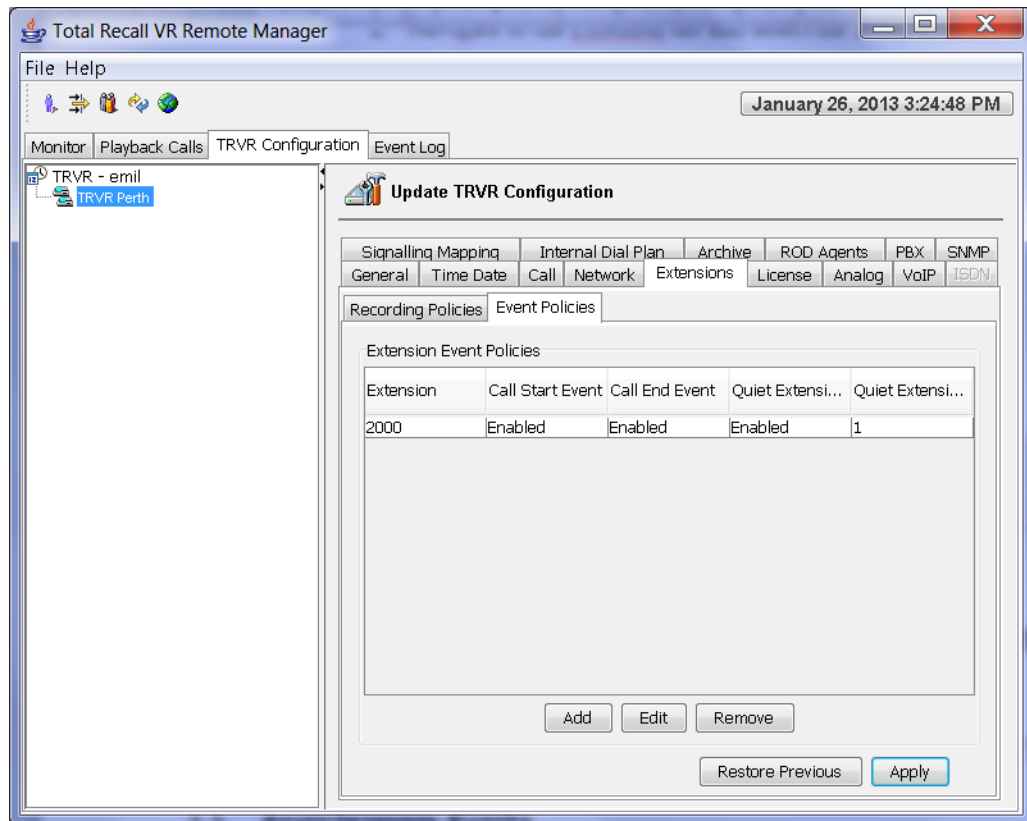 Total Recall VR Remote Manager
File Help
January 26, 2013 3:24:48 PM
Monitor Playback Calls TRVR Configuration Event Log
TRVR - emil
TRVR Perth
Update TRVR Configuration
Signalling Mapping Internal Dial Plan Archive ROD Agents PBX SNMP
General Time Date Call Network Extensions License Analog VoIP ISDN
Recording Policies Event Policies
Extension Event Policies
Extension Call Start Event Call End Event Quiet Extensi... Quiet Extensi...
2000 Enabled Enabled Enabled 1
Add Edit Remove
Restore Previous Apply